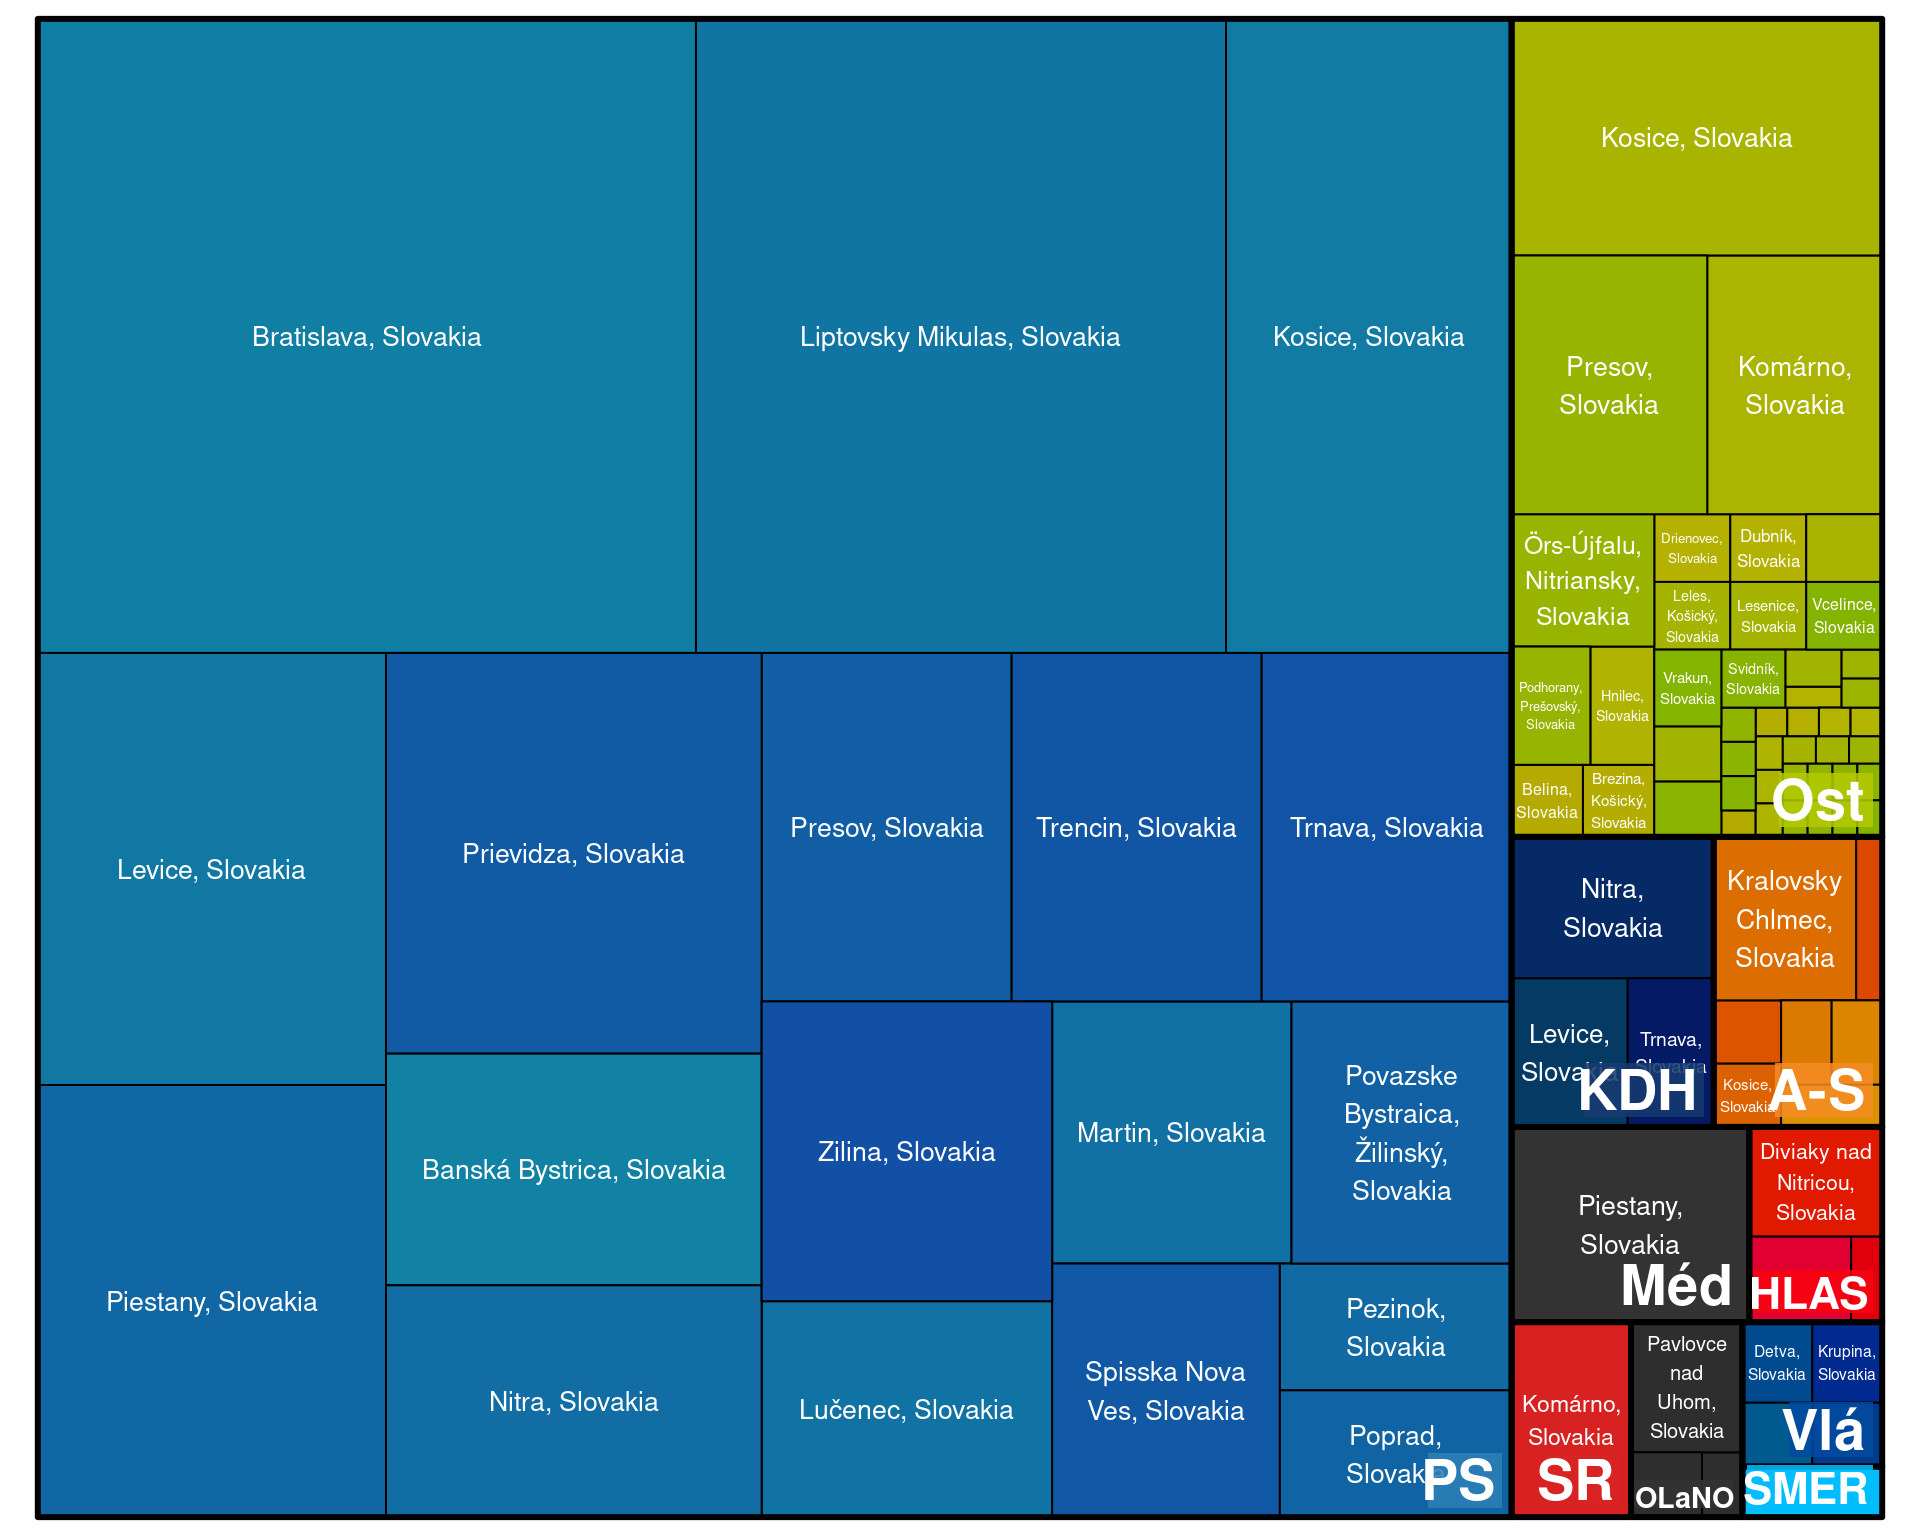 Bratislava, Slovakia
Liptovsky Mikulas, Slovakia
Kosice, Slovakia
Levice, Slovakia
Piestany, Slovakia
Prievidza, Slovakia
Banská Bystrica, Slovakia
Nitra, Slovakia
Presov, Slovakia
Trencin, Slovakia
Trnava, Slovakia
Zilina, Slovakia
Lučenec, Slovakia
Martin, Slovakia
Povazske
Bystraica,
Žilinský,
Slovakia
Spisska Nova
Ves, Slovakia
Pezinok,
Slovakia
Poprad,
Slovakia
PS
Kosice, Slovakia
Presov,
Slovakia
Komárno,
Slovakia
Örs-Újfalu,
Nitriansky,
Slovakia
Drienovec,
Slovakia
Dubník,
Slovakia
Leles,
Košický,
Slovakia
Lesenice,
Slovakia
Vcelince,
Slovakia
Podhorany,
Prešovský,
Slovakia
Hnilec,
Slovakia
Vrakun,
Slovakia
Svidník,
Slovakia
Belina,
Slovakia
Brezina,
Košický,
Slovakia
Ost
Nitra,
Slovakia
Levice,
Slovakia
Trnava,
Slovakia
KDH
Kralovsky
Chlmec,
Slovakia
Kosice,
Slovakia
A-S
Piestany,
Slovakia
Méd
Diviaky nad
Nitricou,
Slovakia
HLAS
Komárno,
Slovakia
SR
Pavlovce
nad
Uhom,
Slovakia
OLaNO
Detva,
Slovakia
Krupina,
Slovakia
Vlá
SMER